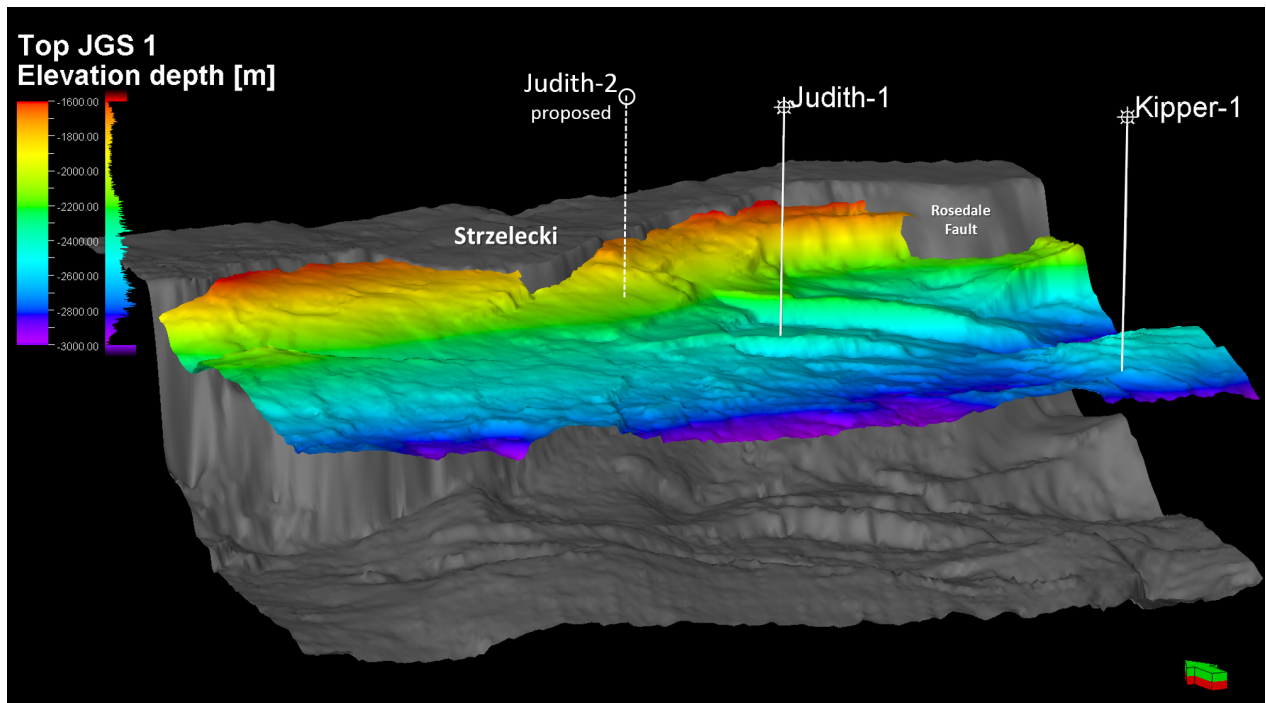 Top JGS 1
Elevation depth [m]
-1600.00
-1800.00
-2000.00
-2200.00
-2400.00
-2600.00
-2800.00
-3000.00
Judith-2
proposed
Judith-1
Kipper-1
Strzelecki
Rosedale
Fault